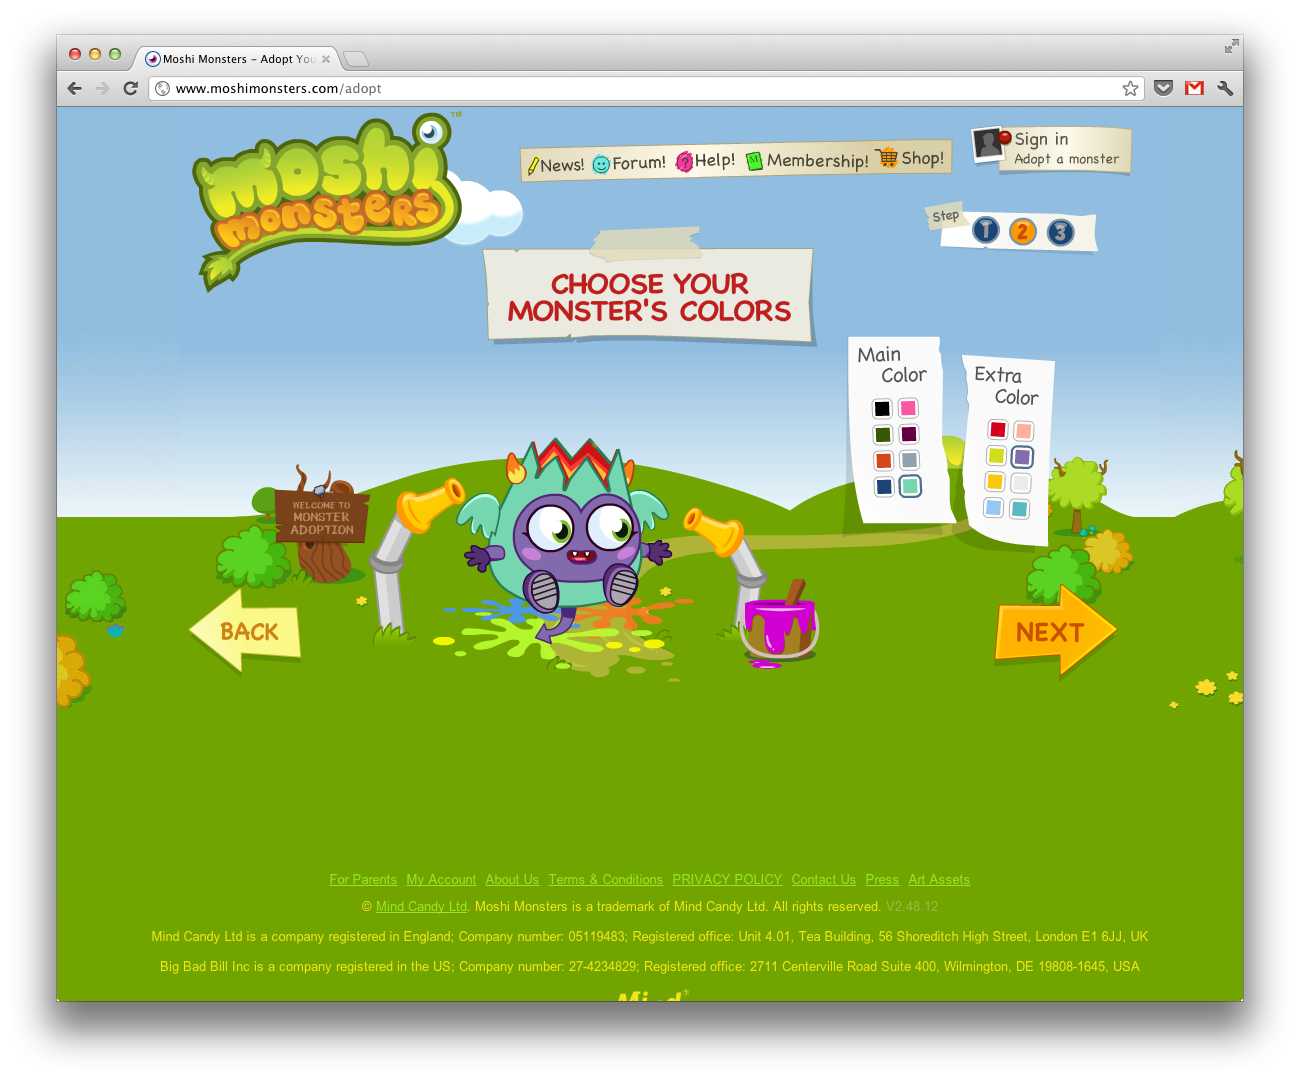 Moshi Monsters – Adopt You
www.moshimonsters.com/adopt
moshi monsters™
News! Forum! Help! Membership! Shop!
Sign in
Adopt a monster
Step 1 2 3
CHOOSE YOUR
MONSTER'S COLORS
Main
Color
Extra
Color
WELCOME TO
MONSTER
ADOPTION
BACK
NEXT
For Parents My Account About Us Terms & Conditions PRIVACY POLICY Contact Us Press Art Assets
© Mind Candy Ltd. Moshi Monsters is a trademark of Mind Candy Ltd. All rights reserved. V2.48.12
Mind Candy Ltd is a company registered in England; Company number: 05119483; Registered office: Unit 4.01, Tea Building, 56 Shoreditch High Street, London E1 6JJ, UK
Big Bad Bill Inc is a company registered in the US; Company number: 27-4234829; Registered office: 2711 Centerville Road Suite 400, Wilmington, DE 19808-1645, USA
Mind®